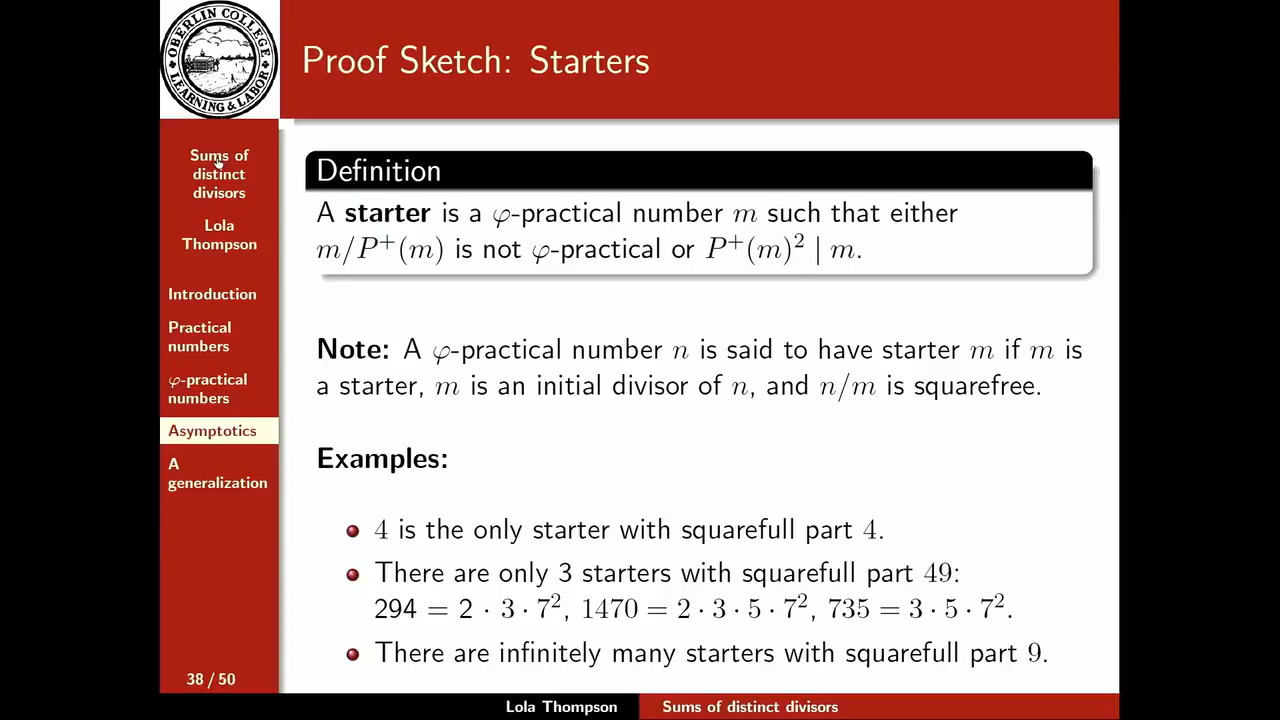 OBERLIN COLLEGE
LEARNING & LABOR
Proof Sketch: Starters
Sums of
distinct
divisors
Lola
Thompson
Introduction
Practical
numbers
φ-practical
numbers
Asymptotics
A
generalization
38 / 50
Definition
A starter is a φ-practical number m such that either
m/P⁺(m) is not φ-practical or P⁺(m)² | m.
Note: A φ-practical number n is said to have starter m if m is
a starter, m is an initial divisor of n, and n/m is squarefree.
Examples:
4 is the only starter with squarefull part 4.
There are only 3 starters with squarefull part 49:
294 = 2 · 3 · 7², 1470 = 2 · 3 · 5 · 7², 735 = 3 · 5 · 7².
There are infinitely many starters with squarefull part 9.
Lola Thompson
Sums of distinct divisors